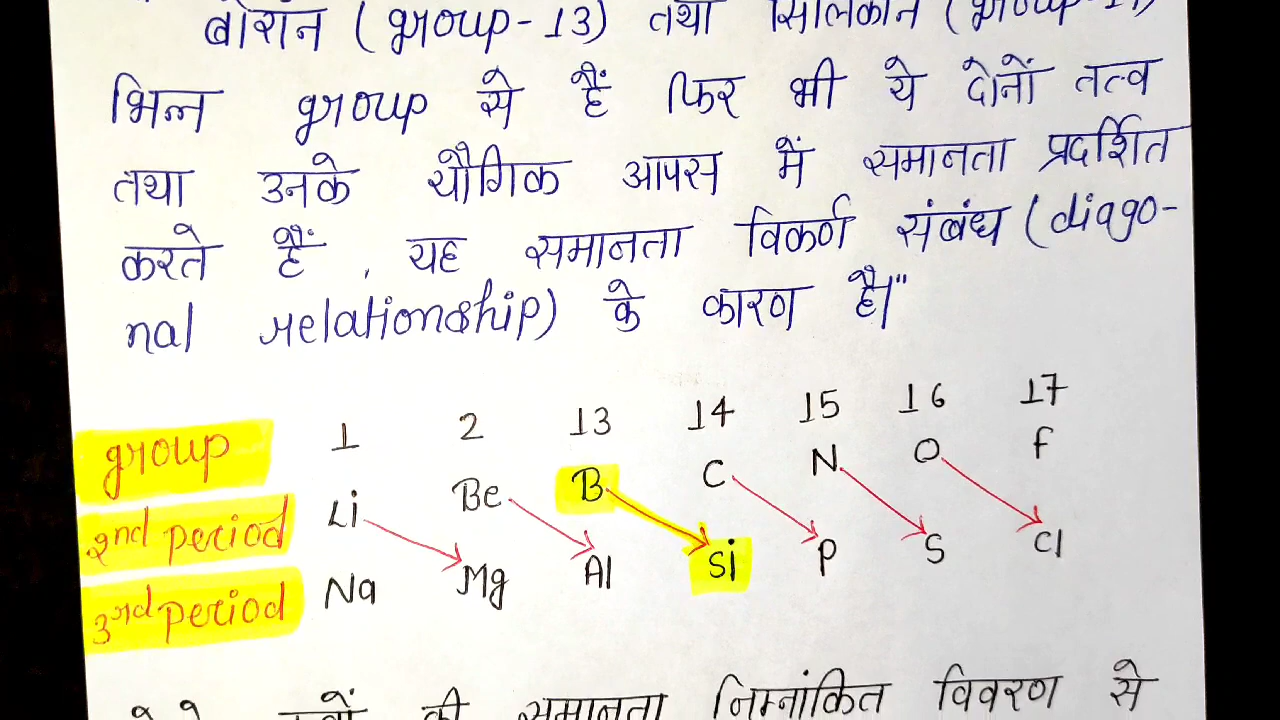 बोरॉन (group-13) तथा सिलिकॉन (group-14)
भिन्न group से हैं फिर भी ये दोनों तत्व
तथा उनके यौगिक आपस में समानता प्रदर्शित
करते हैं, यह समानता विकर्ण संबंध (diago-
nal relationship) के कारण है।"
group 1 2 13 14 15 16 17
2nd period Li Be B C N O f
3rd period Na Mg Al Si P S Cl
की समानता निम्नांकित विवरण से